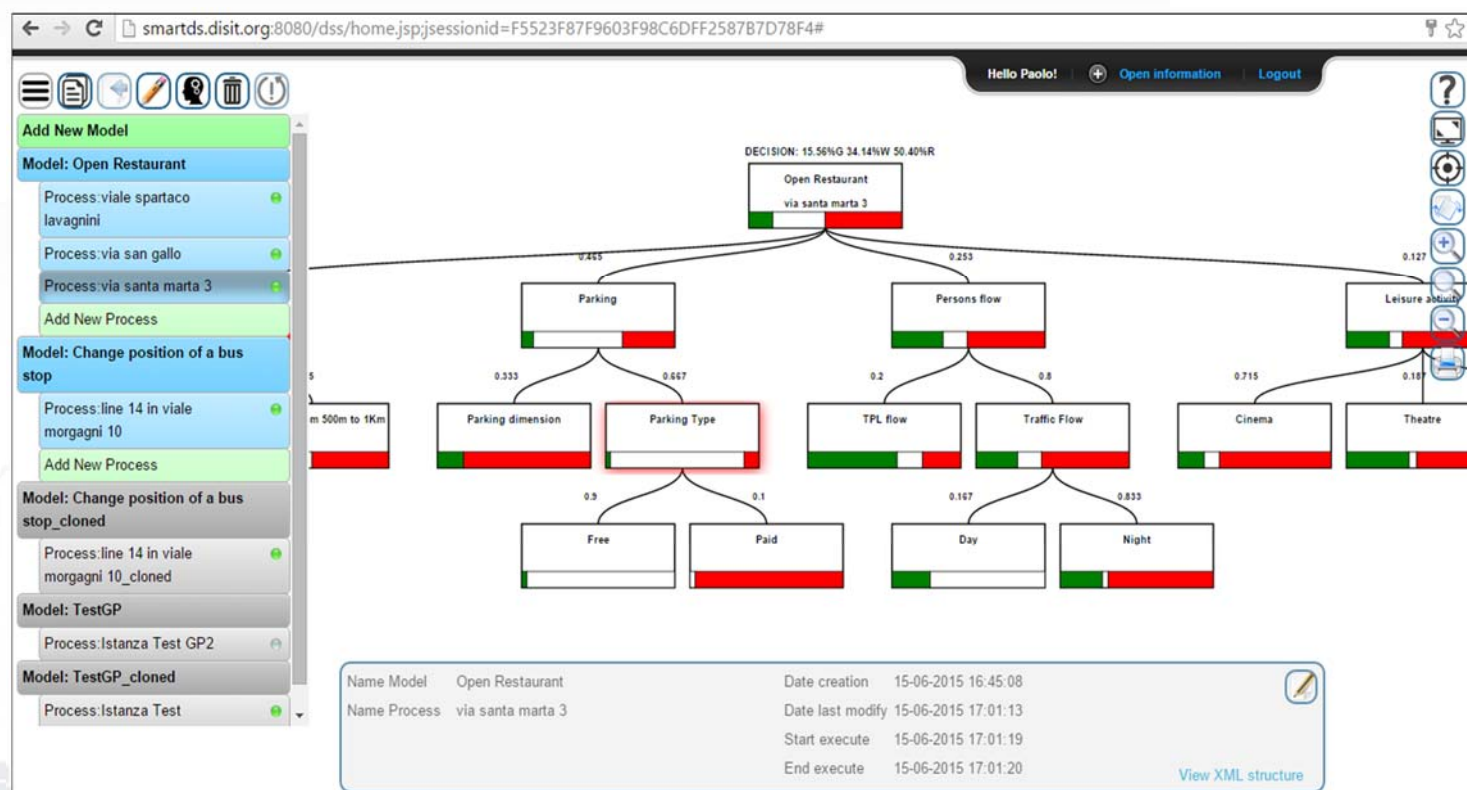 smartds.disit.org:8080/dss/home.jsp;jsessionid=F5523F87F9603F98C6DFF2587B7D78F4#
Hello Paolo!
Open information
Logout
Add New Model
Model: Open Restaurant
Process:viale spartaco
lavagnini
Process:via san gallo
Process:via santa marta 3
Add New Process
Model: Change position of a bus
stop
Process:line 14 in viale
morgagni 10
Add New Process
Model: Change position of a bus
stop_cloned
Process:line 14 in viale
morgagni 10_cloned
Model: TestGP
Process:Istanza Test GP2
Model: TestGP_cloned
Process:Istanza Test
DECISION: 15.56%G 34.14%W 50.40%R
Open Restaurant
via santa marta 3
0.465
0.253
0.127
Parking
Persons flow
Leisure activity
5
0.333
0.667
0.2
0.8
0.715
0.187
m 500m to 1Km
Parking dimension
Parking Type
TPL flow
Traffic Flow
Cinema
Theatre
0.9
0.1
0.167
0.833
Free
Paid
Day
Night
Name Model Open Restaurant
Name Process via santa marta 3
Date creation 15-06-2015 16:45:08
Date last modify 15-06-2015 17:01:13
Start execute 15-06-2015 17:01:19
End execute 15-06-2015 17:01:20
View XML structure